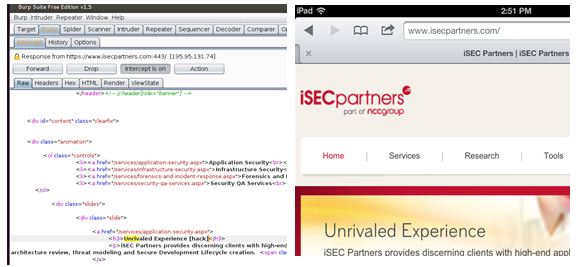 Burp Suite Free Edition v1.5
Burp Intruder Repeater Window Help
Target Proxy Spider Scanner Intruder Repeater Sequencer Decoder Comparer
Intercept History Options
Response from https://www.isecpartners.com:443/ [195.95.131.74]
Forward Drop Intercept is on Action
Raw Headers Hex HTML Render ViewState
</header><!-- // header[role="banner"] -->
<div id="content" class="clearfix">
<div class="animation">
<ol class="controls">
<li><a href="/services/application-security.aspx">Application Security<br>
<li><a href="/services/infrastructure-security.aspx">Infrastructure Security
<li><a href="/services/forensics-and-incident-response.aspx">Forensics and
<li><a href="/services/security-qa-services.aspx">Security QA Services<br>
</ol>
<div class="slides">
<div class="slide">
<a href="/services/application-security.aspx">
<h3>Unrivaled Experience [hack]</h3>
<p>iSEC Partners provides discerning clients with high-end
architecture review, threat modeling and Secure Development Lifecycle creation. <span
</a>
iPad 2:51 PM
www.isecpartners.com/
× iSEC Partners | iSEC Partners
iSECpartners
part of nccgroup
Home Services Research Tools
Unrivaled Experience
iSEC Partners provides discerning clients with high-end appl